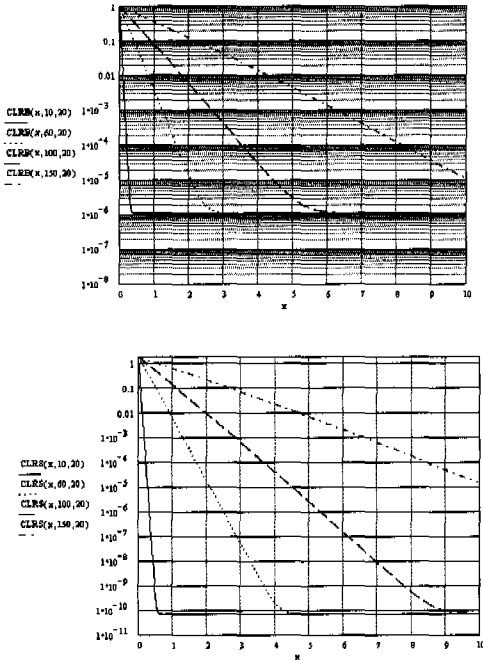 1
0.1
0.01
1•10⁻³
CLRB(x,10,20)
CLRB(x,60,20)
1•10⁻⁴
CLRB(x,100,20)
CLRB(x,150,20)
1•10⁻⁵
1•10⁻⁶
1•10⁻⁷
1•10⁻⁸
0 1 2 3 4 5 6 7 8 9 10
x
1
0.1
0.01
1•10⁻³
1•10⁻⁴
CLRS(x,10,20)
1•10⁻⁵
CLRS(x,60,20)
1•10⁻⁶
CLRS(x,100,20)
1•10⁻⁷
CLRS(x,150,20)
1•10⁻⁸
1•10⁻⁹
1•10⁻¹⁰
1•10⁻¹¹
0 1 2 3 4 5 6 7 8 9 10
x